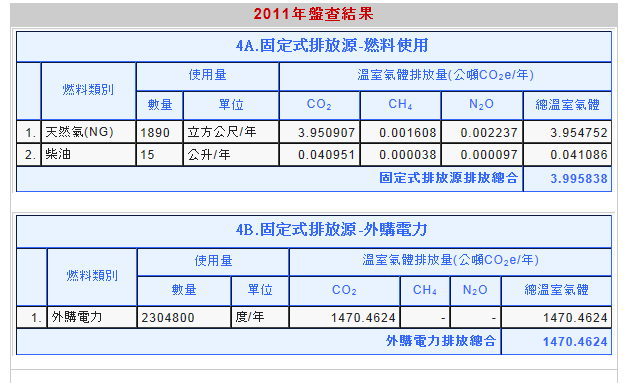 2011年盤查結果
4A.固定式排放源-燃料使用
燃料類別 使用量 溫室氣體排放量(公噸CO₂e/年)
數量 單位 CO₂ CH₄ N₂O 總溫室氣體
1. 天然氣(NG) 1890 立方公尺/年 3.950907 0.001608 0.002237 3.954752
2. 柴油 15 公升/年 0.040951 0.000038 0.000097 0.041086
固定式排放源排放總合 3.995838
4B.固定式排放源-外購電力
燃料類別 使用量 溫室氣體排放量(公噸CO₂e/年)
數量 單位 CO₂ CH₄ N₂O 總溫室氣體
1. 外購電力 2304800 度/年 1470.4624 - - 1470.4624
外購電力排放總合 1470.4624